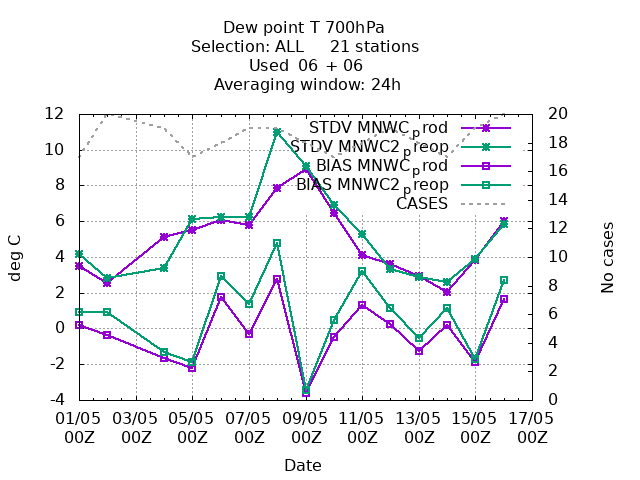 Dew point T 700hPa
Selection: ALL 21 stations
Used 06 + 06
Averaging window: 24h
12 20
STDV MNWC_prod
18
10 STDV MNWC2_preop
16 BIAS MNWC_prod
8 BIAS MNWC2_preop
14 CASES
6 12
4 10
8
2
6
0
4
-2
2
-4 0
01/05 03/05 05/05 07/05 09/05 11/05 13/05 15/05 17/05
00Z 00Z 00Z 00Z 00Z 00Z 00Z 00Z 00Z
deg C
No cases
Date